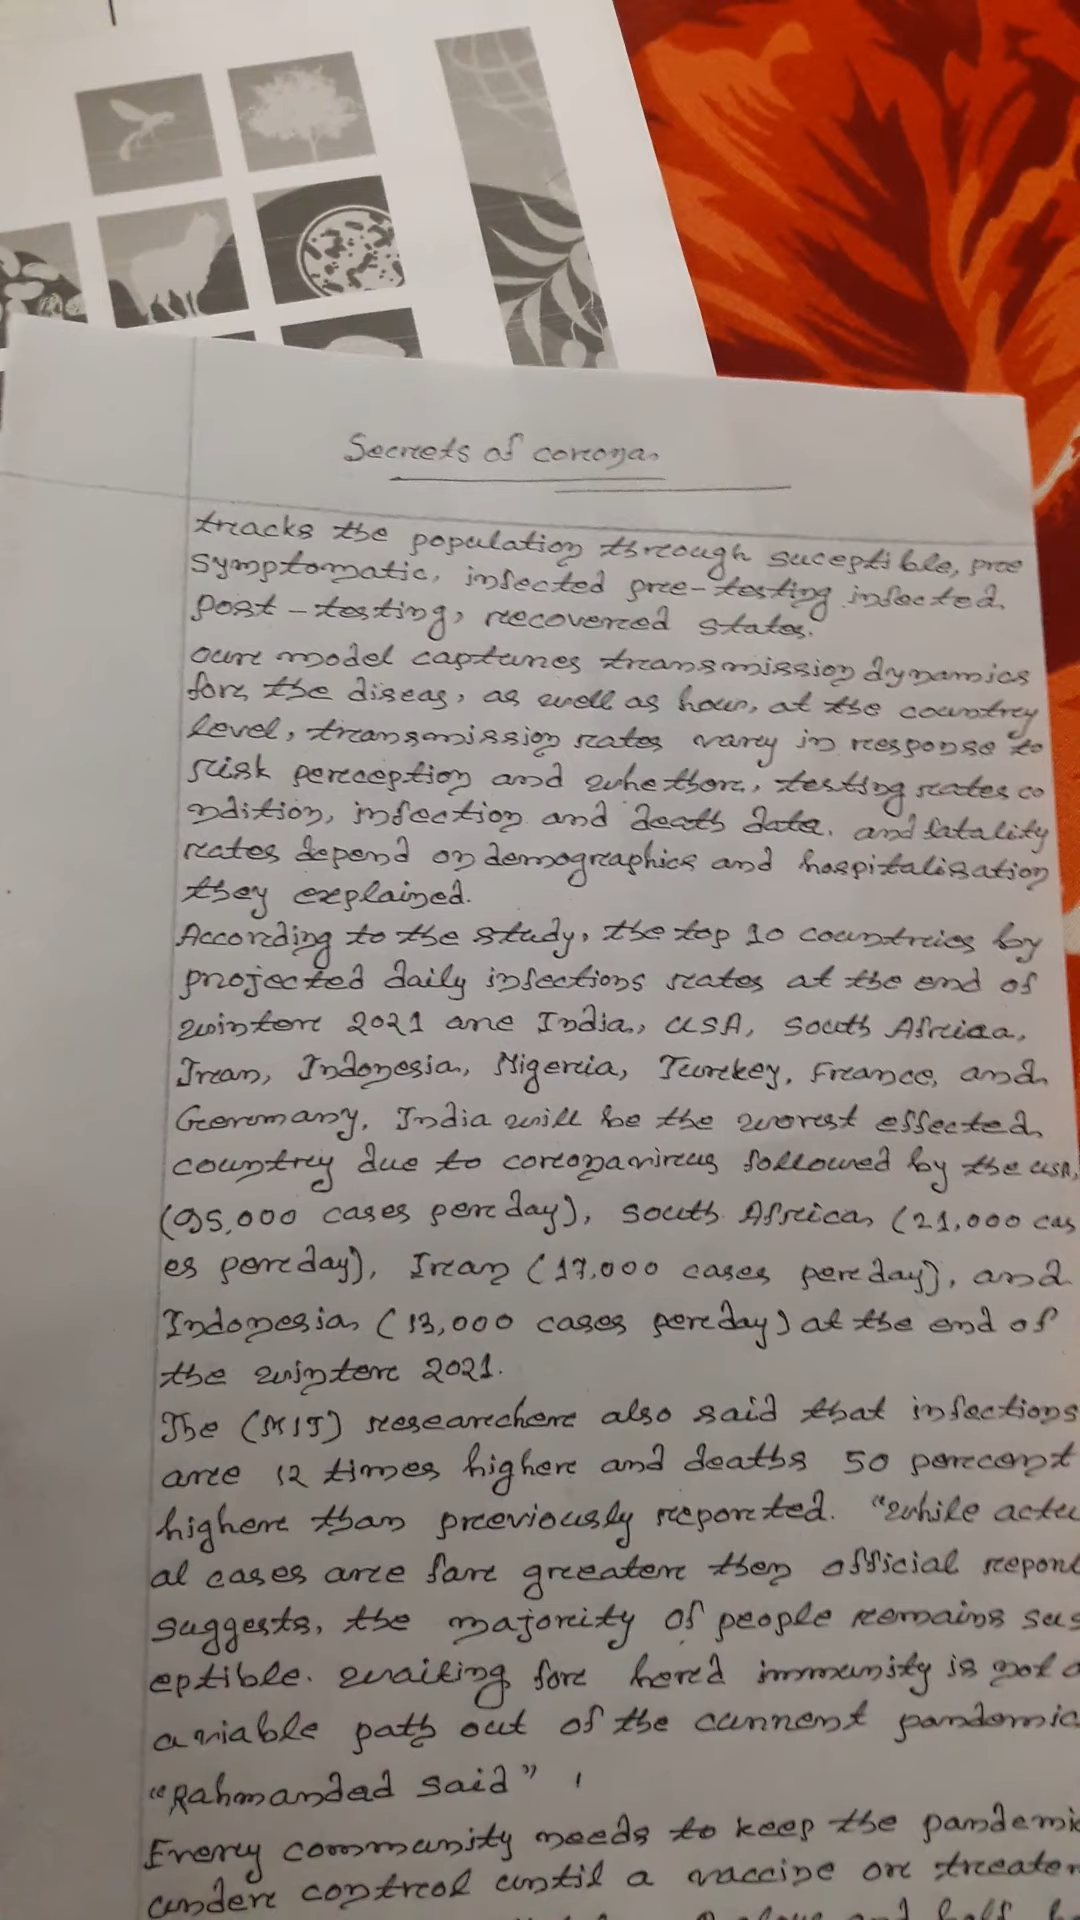 Secrets of corona
tracks the population through suceptible, pre
symptomatic, infected pre-testing infected
post-testing, recovered states.
our model captures transmission dynamics
for, the diseas, as well as how, at the country
level, transmission rates vary in response to
risk perception and whether, testing rates co
ndition, infection and death data. and fatality
rates depend on demographics and hospitalisation
they explained.
According to the study, the top 10 countries by
projected daily infections rates at the end of
winter 2021 are India, USA, South Africa,
Iran, Indonesia, Nigeria, Turkey, France, and
Germany, India will be the worst effected
country due to coronavirus followed by the USA,
(95,000 cases per day), South African (21,000 cas
es per day), Iran (17,000 cases per day), and
Indonesia (13,000 cases per day) at the end of
the winter 2021.
The (MIT) researchers also said that infections
are 12 times higher and deaths 50 percent
higher than previously reported. "while actu
al cases are far greater then official report
suggests, the majority of people remains sus
eptible. waiting for herd immunity is not a
a viable path out of the current pandemic
"Rahmandad said"
Every community needs to keep the pandemic
under control until a vaccine or